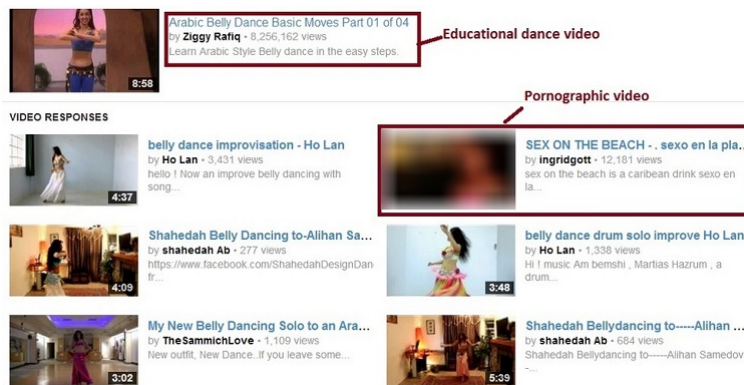 Arabic Belly Dance Basic Moves Part 01 of 04
by Ziggy Rafiq • 8,256,162 views
Learn Arabic Style Belly dance in the easy steps.
8:58
Educational dance video
Pornographic video
VIDEO RESPONSES
belly dance improvisation - Ho Lan
by Ho Lan • 3,431 views
hello ! Now an improve belly dancing with
song...
4:37
SEX ON THE BEACH - . sexo en la pla...
by ingridgott • 12,181 views
sex on the beach is a caribean drink sexo en
la...
Shahedah Belly Dancing to-Alihan Sa...
by shahedah Ab • 277 views
https://www.facebook.com/ShahedahDesignDan
fr...
4:09
belly dance drum solo improve Ho Lan
by Ho Lan • 1,338 views
Hi ! music Am bemshi , Martias Hazrum , a
drum...
3:48
My New Belly Dancing Solo to an Ara...
by TheSammichLove • 1,109 views
New outfit, New Dance..If you leave some...
3:02
Shahedah Bellydancing to-----Alihan ...
by shahedah Ab • 684 views
Shahedah Bellydancing to-----Alihan Samedov
-...
5:39